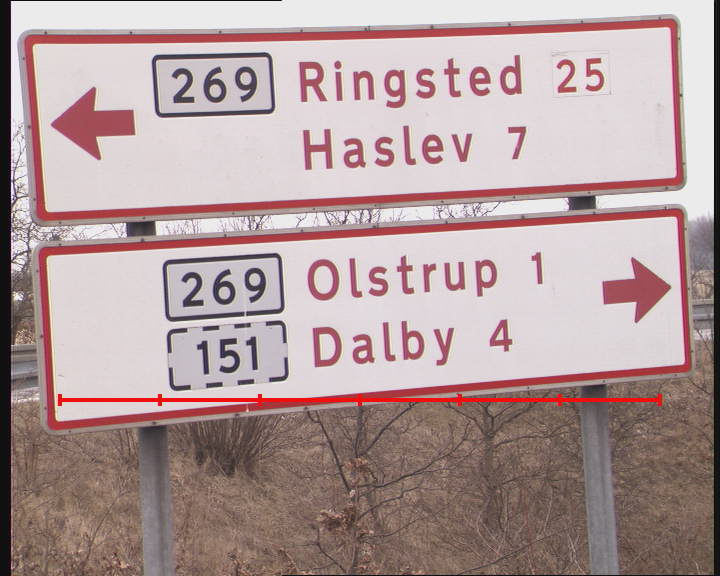 269 Ringsted 25
Haslev 7
269 Olstrup 1
151 Dalby 4